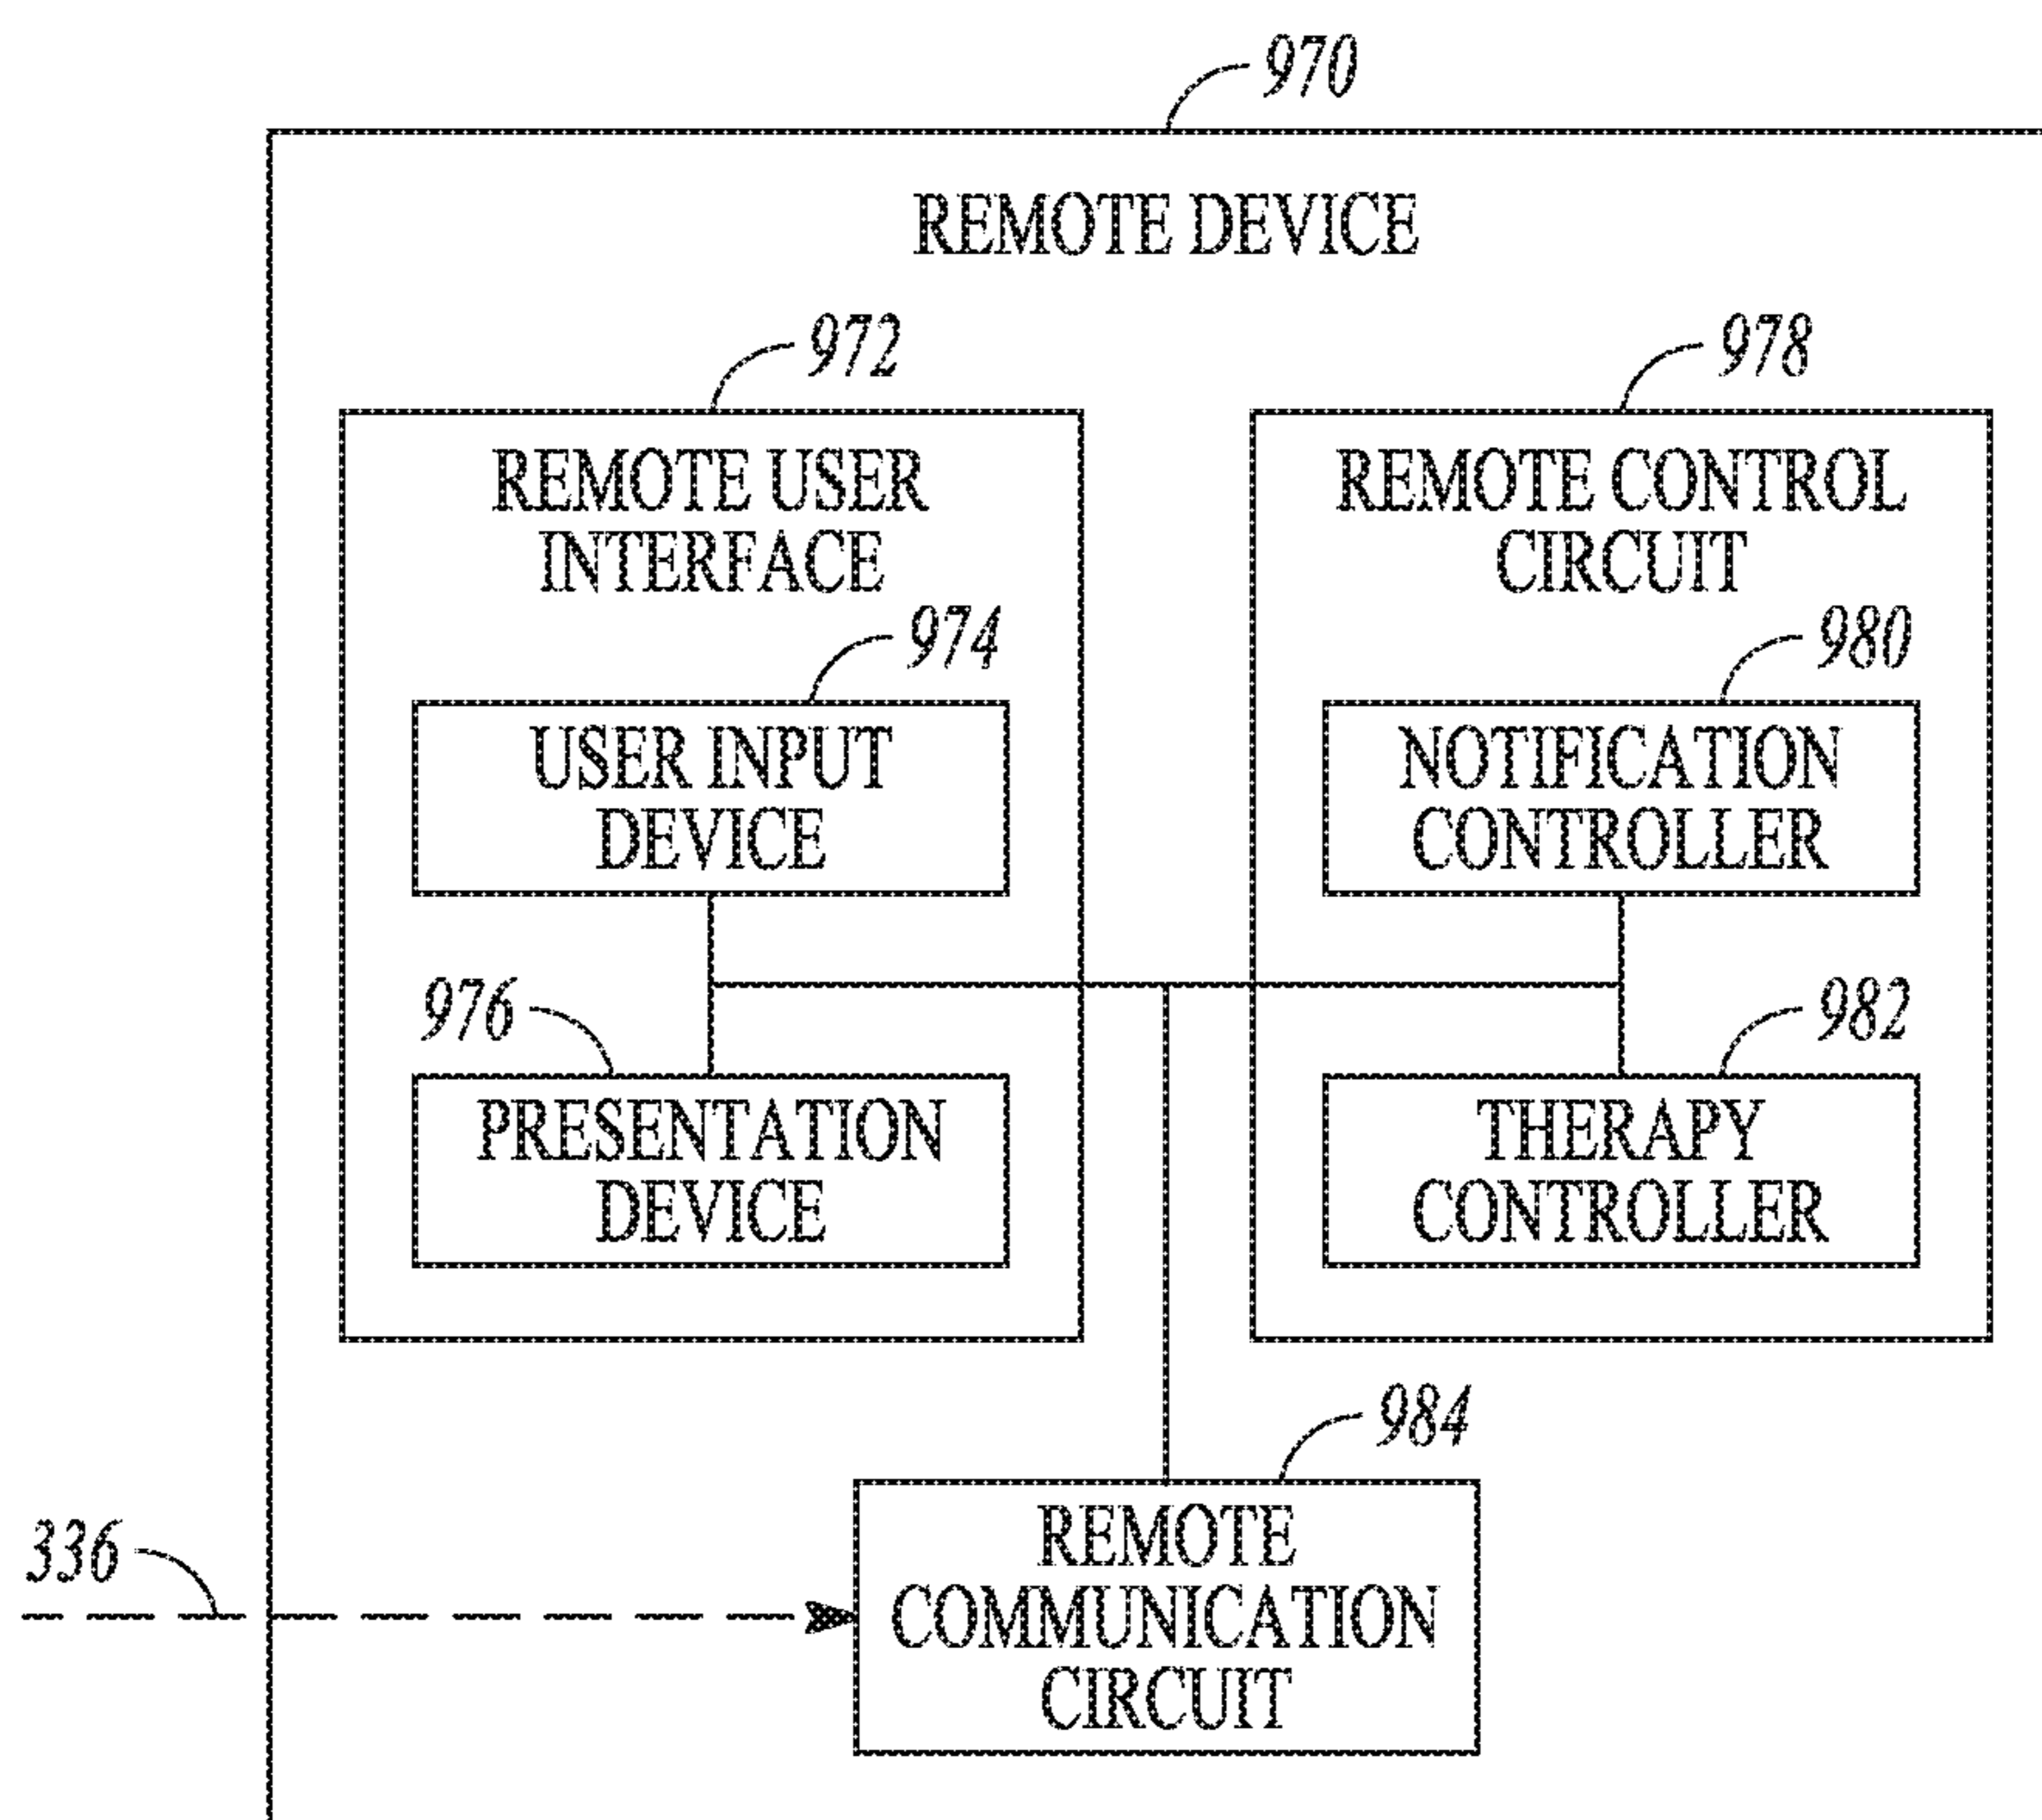 970
REMOTE DEVICE
972
978
REMOTE USER
INTERFACE
REMOTE CONTROL
CIRCUIT
974
980
USER INPUT
DEVICE
NOTIFICATION
CONTROLLER
976
982
PRESENTATION
DEVICE
THERAPY
CONTROLLER
984
336
REMOTE
COMMUNICATION
CIRCUIT